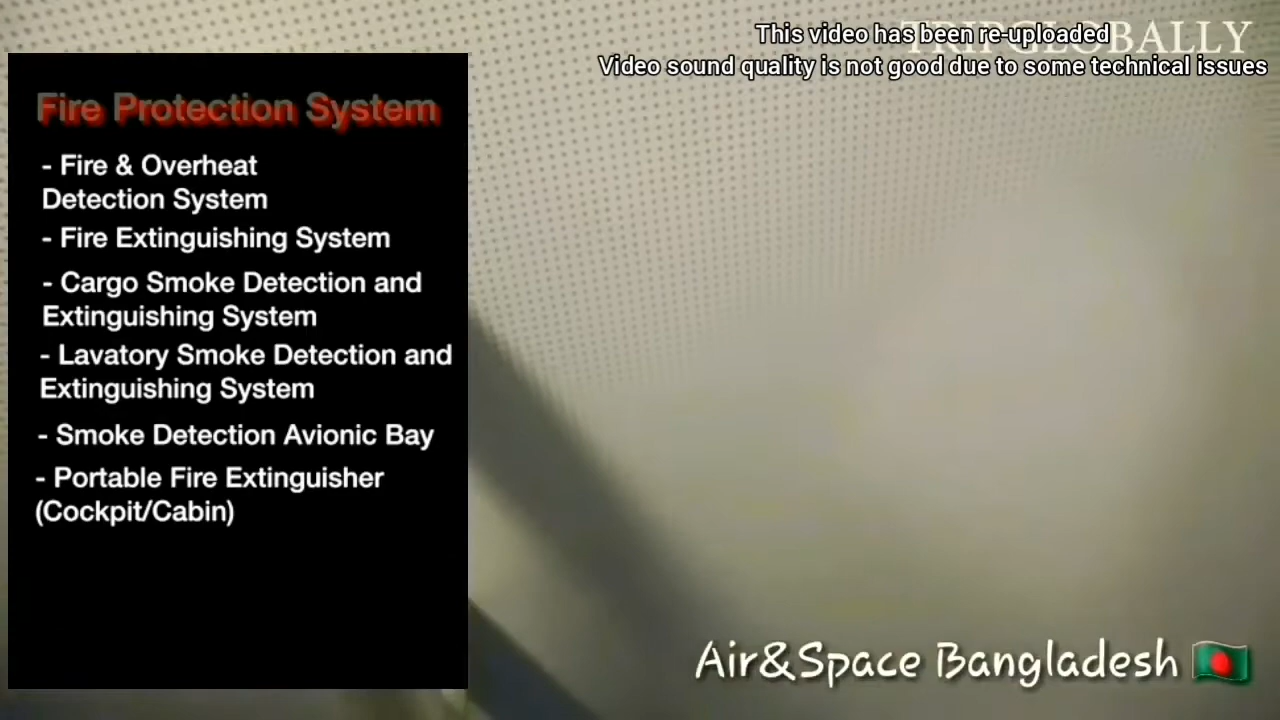 TRIPGLOBALLY
This video has been re-uploaded
Video sound quality is not good due to some technical issues
Fire Protection System
- Fire & Overheat
Detection System
- Fire Extinguishing System
- Cargo Smoke Detection and
Extinguishing System
- Lavatory Smoke Detection and
Extinguishing System
- Smoke Detection Avionic Bay
- Portable Fire Extinguisher
(Cockpit/Cabin)
Air&Space Bangladesh